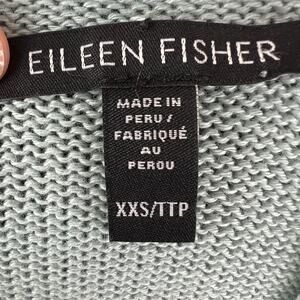 EILEEN FISHER
MADE IN
PERU /
FABRIQUÉ
AU
PEROU
XXS/TTP